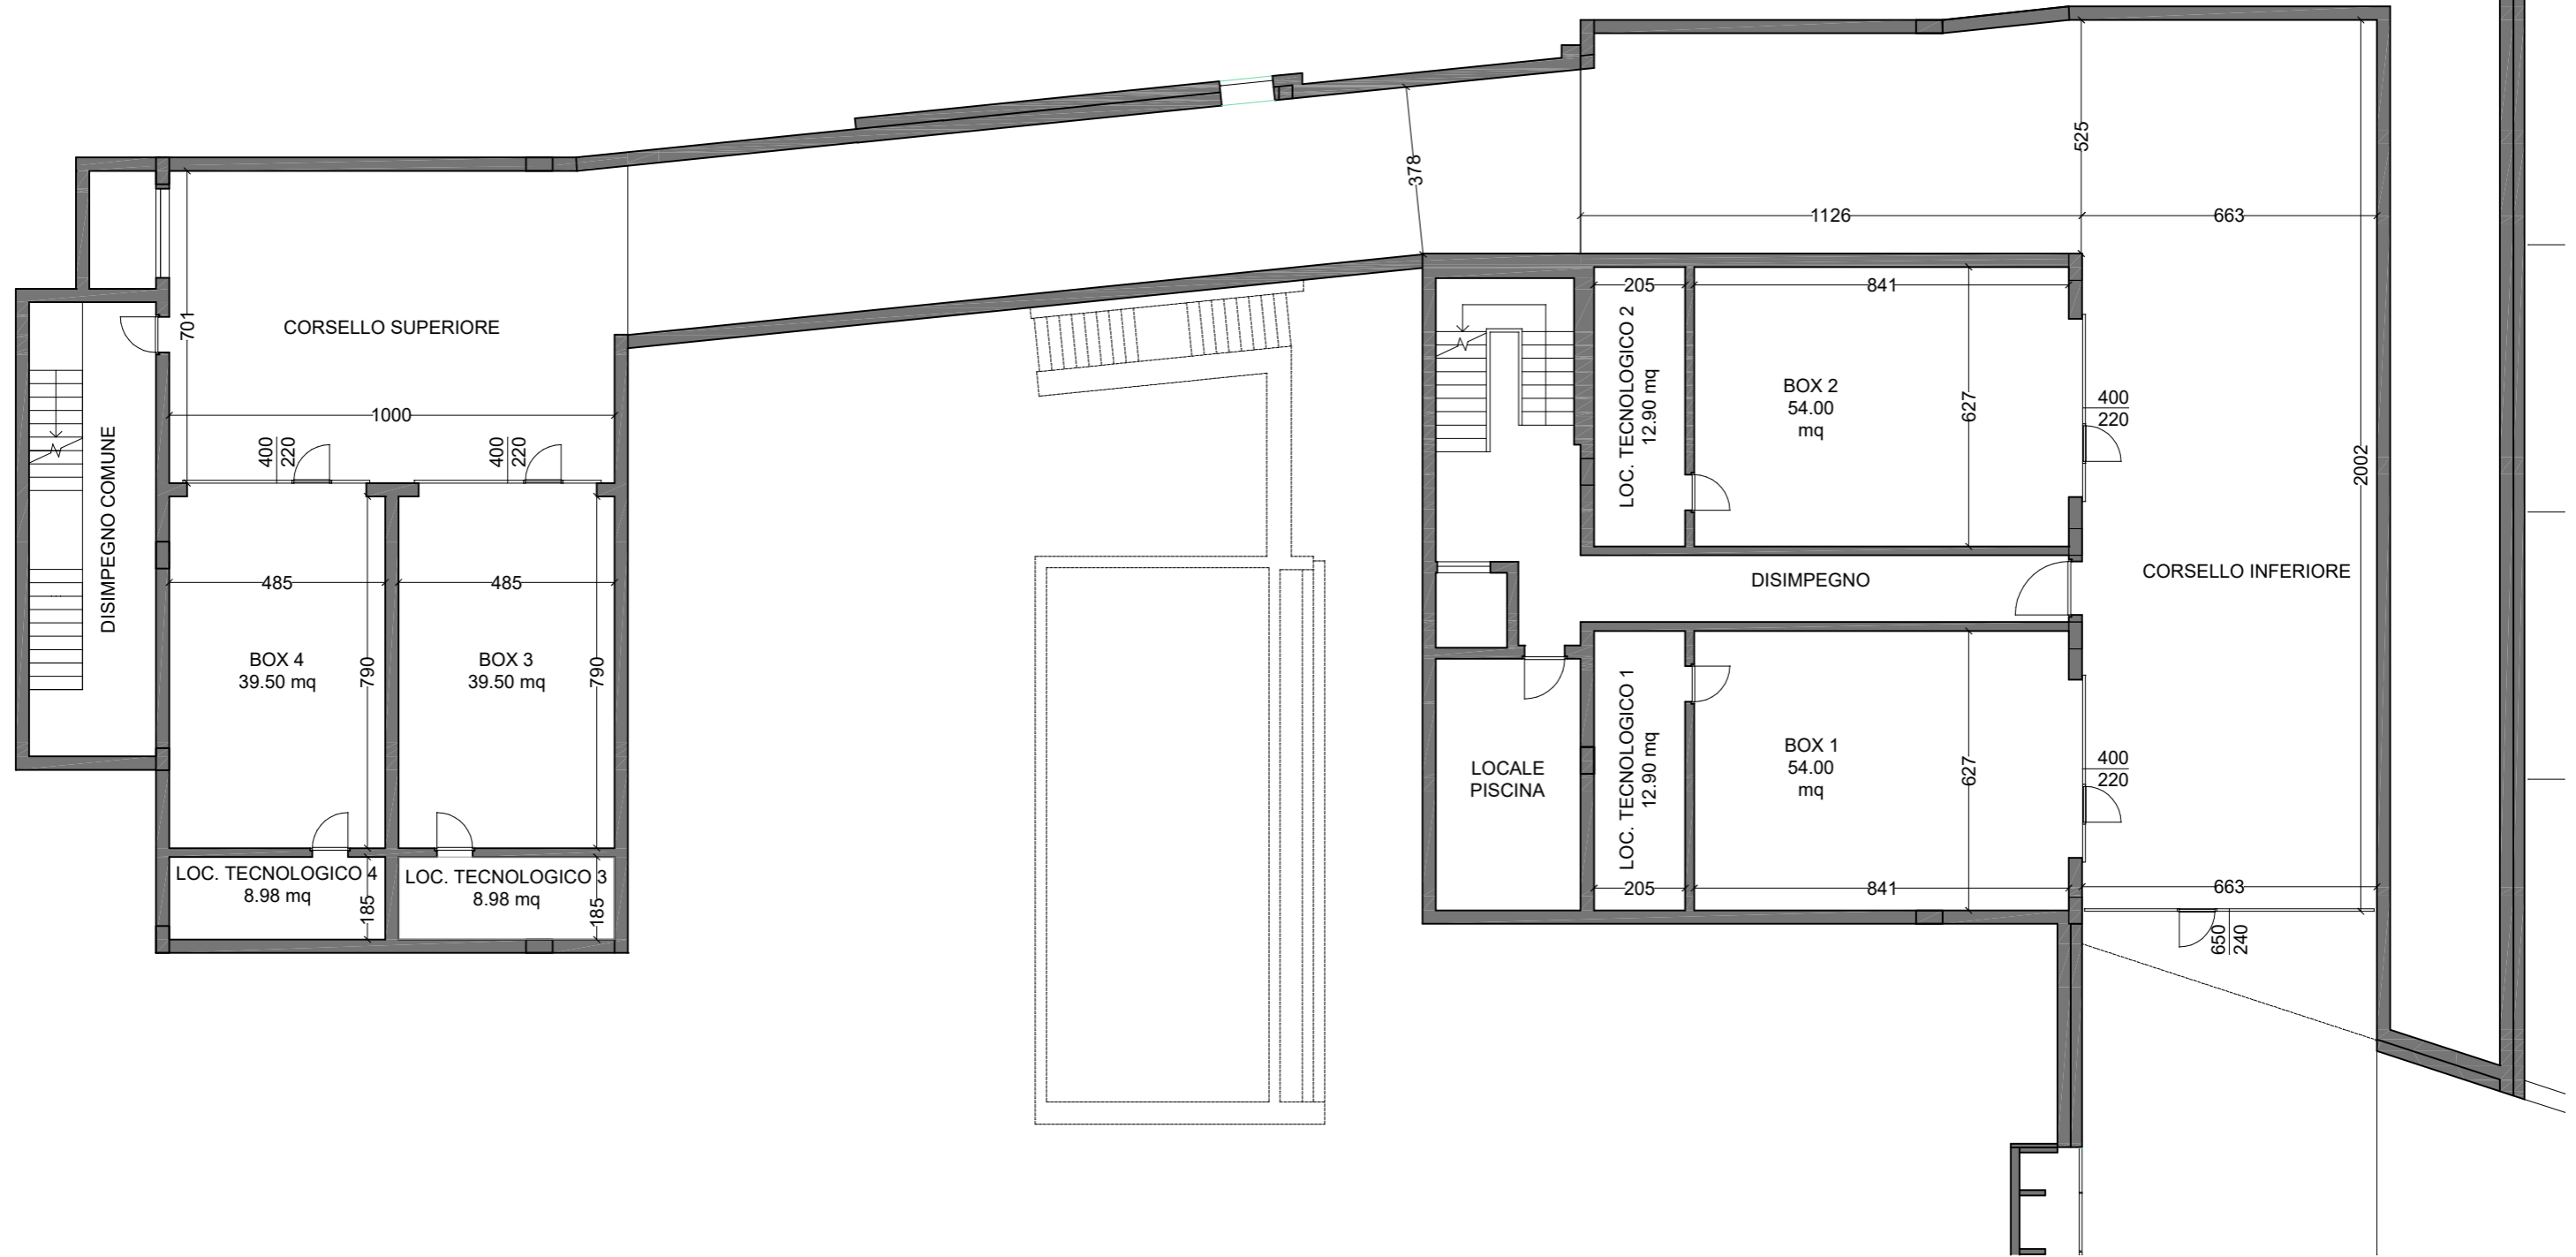 525
378
1126
663
205
841
LOC. TECNOLOGICO 2
12.90 mq
BOX 2
54.00
mq
627
400
220
2002
701
CORSELLO SUPERIORE
1000
400
220
400
220
DISIMPEGNO COMUNE
485
485
BOX 4
39.50 mq
790
BOX 3
39.50 mq
790
LOC. TECNOLOGICO 4
8.98 mq
185
LOC. TECNOLOGICO 3
8.98 mq
185
DISIMPEGNO
CORSELLO INFERIORE
LOCALE
PISCINA
LOC. TECNOLOGICO 1
12.90 mq
BOX 1
54.00
mq
627
400
220
205
841
663
650
240